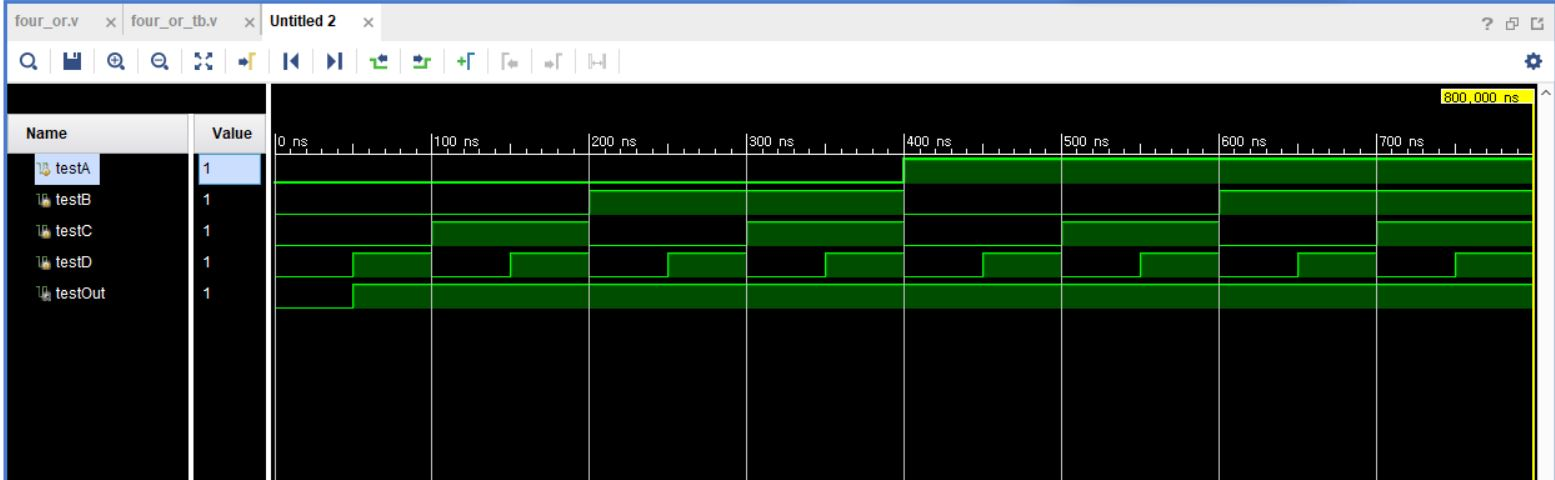 four_or.v × four_or_tb.v × Untitled 2 ×
?
800,000 ns
Name Value
0 ns 100 ns 200 ns 300 ns 400 ns 500 ns 600 ns 700 ns
testA 1
testB 1
testC 1
testD 1
testOut 1